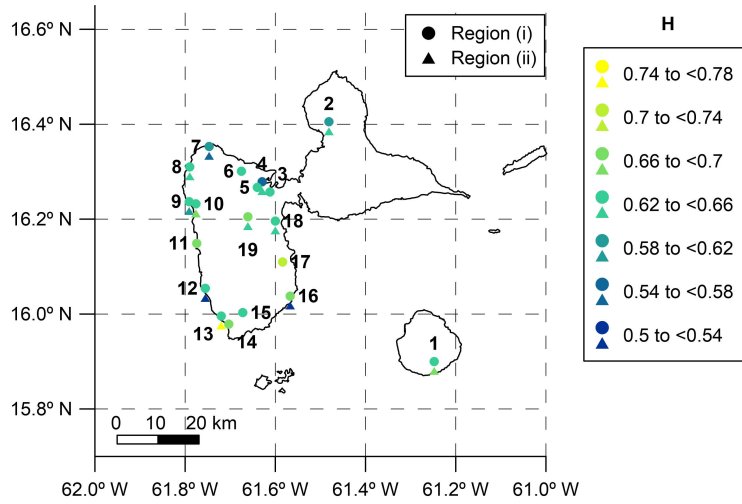 16.6° N
16.4° N
16.2° N
16.0° N
15.8° N
62.0° W 61.8° W 61.6° W 61.4° W 61.2° W 61.0° W
Region (i)
Region (ii)
2
7
8
6
4
3
5
9
10
18
11
19
17
12
16
15
13
14
1
0 10 20 km
H
0.74 to <0.78
0.7 to <0.74
0.66 to <0.7
0.62 to <0.66
0.58 to <0.62
0.54 to <0.58
0.5 to <0.54